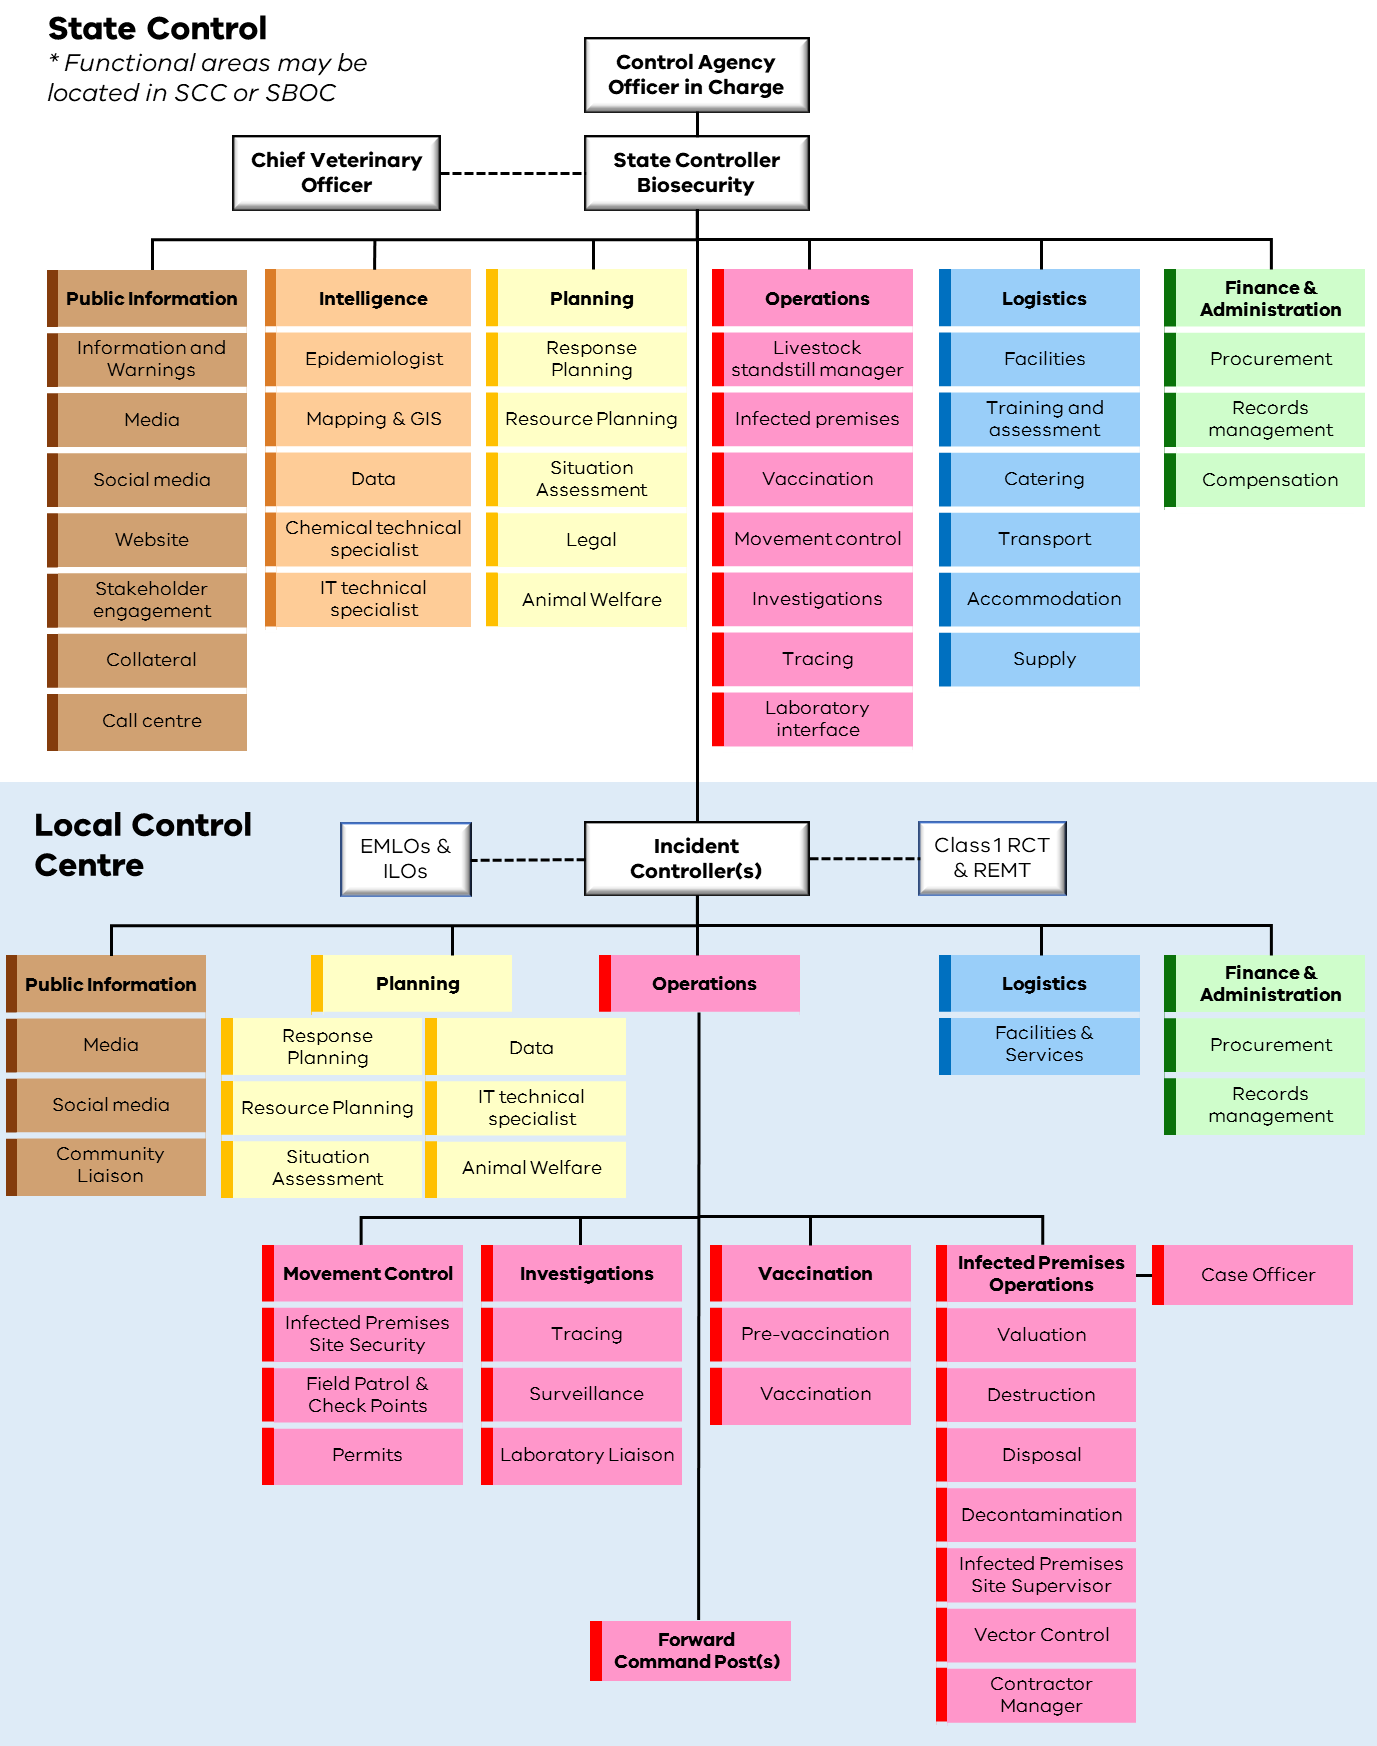 State Control
* Functional areas may be
located in SCC or SBOC
Control Agency
Officer in Charge
Chief Veterinary
Officer
State Controller
Biosecurity
Public Information
Information and
Warnings
Media
Social media
Website
Stakeholder
engagement
Collateral
Call centre
Intelligence
Epidemiologist
Mapping & GIS
Data
Chemical technical
specialist
IT technical
specialist
Planning
Response
Planning
Resource Planning
Situation
Assessment
Legal
Animal Welfare
Operations
Livestock
standstill manager
Infected premises
Vaccination
Movement control
Investigations
Tracing
Laboratory
interface
Logistics
Facilities
Training and
assessment
Catering
Transport
Accommodation
Supply
Finance &
Administration
Procurement
Records
management
Compensation
Local Control
Centre
EMLOs &
ILOs
Incident
Controller(s)
Class 1 RCT
& REMT
Public Information
Media
Social media
Community
Liaison
Planning
Response
Planning
Resource Planning
Situation
Assessment
Data
IT technical
specialist
Animal Welfare
Operations
Logistics
Facilities &
Services
Finance &
Administration
Procurement
Records
management
Movement Control
Infected Premises
Site Security
Field Patrol &
Check Points
Permits
Investigations
Tracing
Surveillance
Laboratory Liaison
Vaccination
Pre-vaccination
Vaccination
Infected Premises
Operations
Valuation
Destruction
Disposal
Decontamination
Infected Premises
Site Supervisor
Vector Control
Contractor
Manager
Case Officer
Forward
Command Post(s)